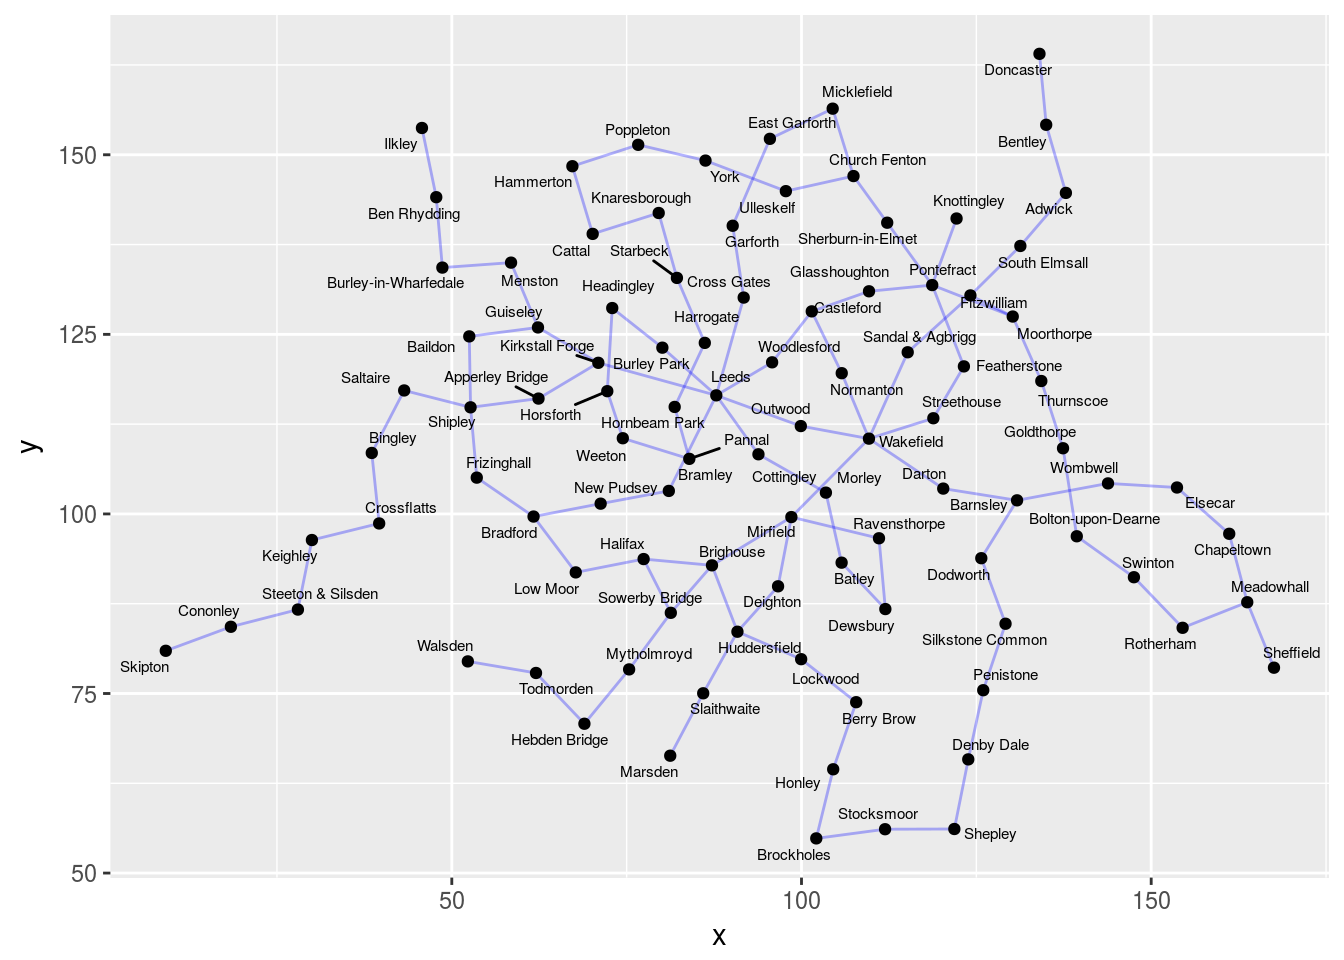 Doncaster
Micklefield
East Garforth
Ilkley
Poppleton
Bentley
Church Fenton
Hammerton
York
Knaresborough
Ben Rhydding
Ulleskelf
Knottingley
Adwick
Cattal
Starbeck
Garforth
Sherburn-in-Elmet
South Elmsall
Burley-in-Wharfedale
Menston
Headingley
Cross Gates
Glasshoughton
Pontefract
Fitzwilliam
Guiseley
Harrogate
Castleford
Moorthorpe
Baildon
Kirkstall Forge
Burley Park
Woodlesford
Sandal & Agbrigg
Saltaire
Apperley Bridge
Leeds
Normanton
Featherstone
Shipley
Horsforth
Hornbeam Park
Outwood
Streethouse
Thurnscoe
Bingley
Weeton
Pannal
Wakefield
Goldthorpe
Frizinghall
New Pudsey
Bramley
Cottingley
Morley
Darton
Wombwell
Crossflatts
Bradford
Mirfield
Ravensthorpe
Barnsley
Bolton-upon-Dearne
Elsecar
Keighley
Halifax
Brighouse
Chapeltown
Low Moor
Batley
Dodworth
Swinton
Steeton & Silsden
Sowerby Bridge
Deighton
Meadowhall
Cononley
Dewsbury
Silkstone Common
Rotherham
Skipton
Walsden
Mytholmroyd
Huddersfield
Sheffield
Todmorden
Lockwood
Penistone
Hebden Bridge
Slaithwaite
Berry Brow
Marsden
Honley
Denby Dale
Stocksmoor
Shepley
Brockholes
150
125
100
75
50
y
50
100
150
x